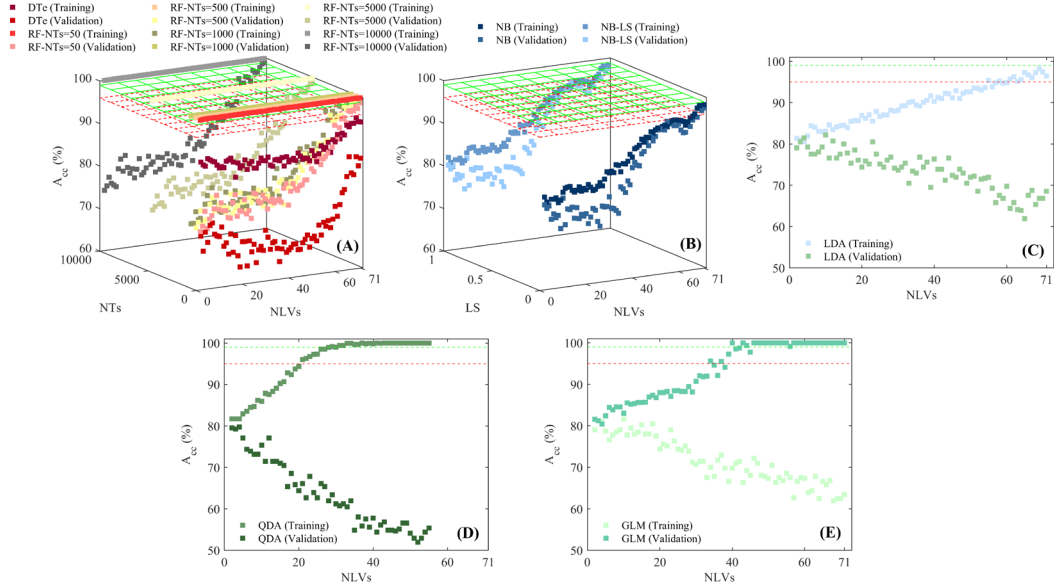 DTe (Training)
DTe (Validation)
RF-NTs=50 (Training)
RF-NTs=50 (Validation)
RF-NTs=500 (Training)
RF-NTs=500 (Validation)
RF-NTs=1000 (Training)
RF-NTs=1000 (Validation)
RF-NTs=5000 (Training)
RF-NTs=5000 (Validation)
RF-NTs=10000 (Training)
RF-NTs=10000 (Validation)
NB (Training)
NB (Validation)
NB-LS (Training)
NB-LS (Validation)
100
90
80
70
60
Acc (%)
10000
5000
0
NTs
0
20
40
60
71
NLVs
(A)
100
90
80
70
60
Acc (%)
1
0.5
0
LS
0
20
40
60
71
NLVs
(B)
100
90
80
70
60
50
Acc (%)
LDA (Training)
LDA (Validation)
(C)
0
20
40
60
71
NLVs
100
90
80
70
60
50
Acc (%)
QDA (Training)
QDA (Validation)
(D)
0
20
40
60
71
NLVs
100
90
80
70
60
50
Acc (%)
GLM (Training)
GLM (Validation)
(E)
0
20
40
60
71
NLVs